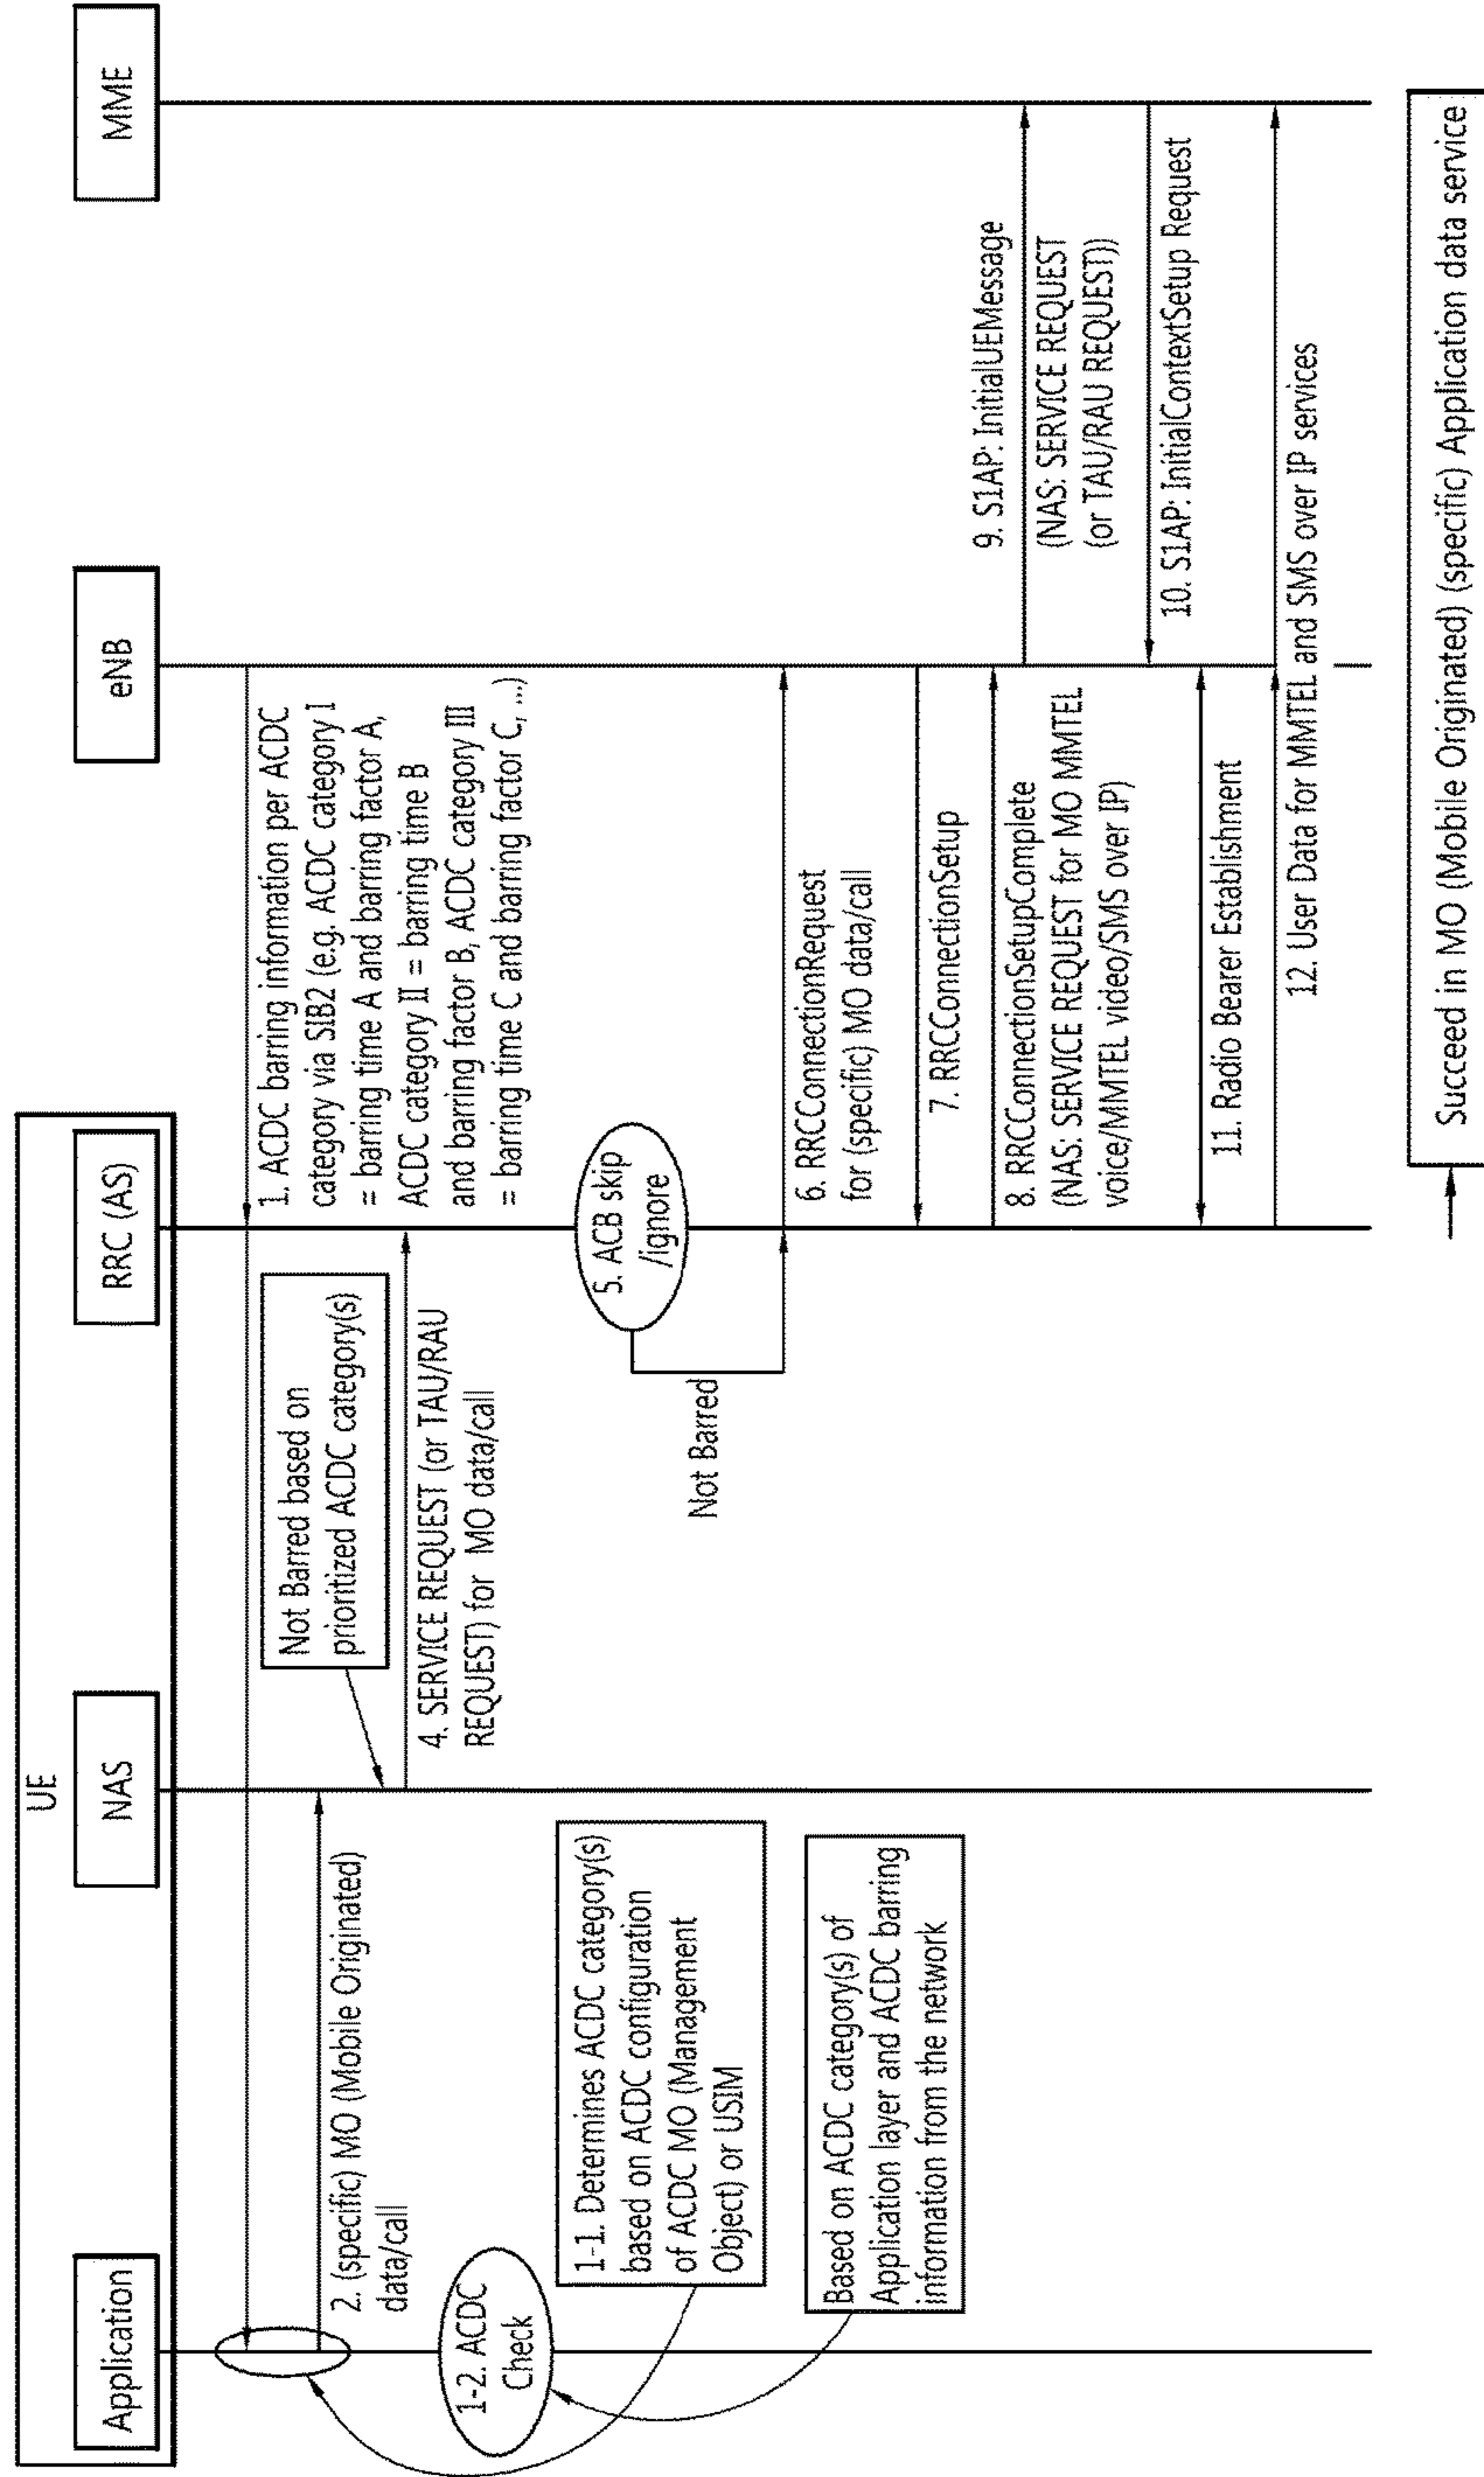 UE
Application
NAS
RRC (AS)
eNB
MME
1. ACDC barring information per ACDC
category via SIB2 (e.g. ACDC category I
= barring time A and barring factor A,
ACDC category II = barring time B
and barring factor B, ACDC category III
= barring time C and barring factor C, ...)
2. (specific) MO (Mobile Originated)
data/call
Not Barred based on
prioritized ACDC category(s)
4. SERVICE REQUEST (or TAU/RAU
REQUEST) for MO data/call
1-2. ACDC
Check
1-1. Determines ACDC category(s)
based on ACDC configuration
of ACDC MO (Management
Object) or USIM
Based on ACDC category(s) of
Application layer and ACDC barring
information from the network
5. ACB skip
/ignore
Not Barred
6. RRCConnectionRequest
for (specific) MO data/call
7. RRCConnectionSetup
8. RRCConnectionSetupComplete
(NAS: SERVICE REQUEST for MO MMTEL
voice/MMTEL video/SMS over IP)
9. S1AP: InitialUEMessage
(NAS: SERVICE REQUEST
(or TAU/RAU REQUEST))
10. S1AP: InitialContextSetup Request
11. Radio Bearer Establishment
12. User Data for MMTEL and SMS over IP services
Succeed in MO (Mobile Originated) (specific) Application data service